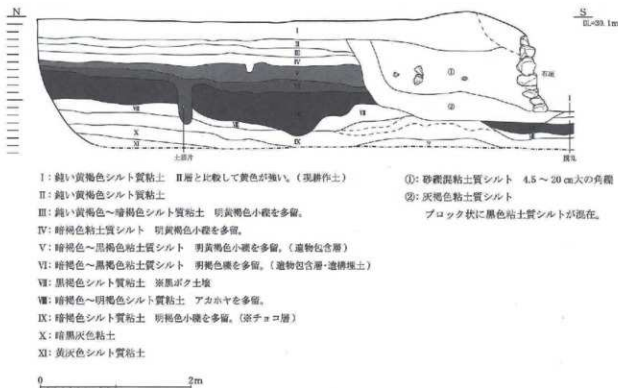 N
S
DL=39.1m
Ⅰ
Ⅱ
Ⅲ
Ⅳ
Ⅴ
Ⅵ
Ⅶ
Ⅷ
Ⅷ
Ⅸ
Ⅹ
Ⅺ
①
②
石垣
Ⅰ:鈍い黄褐色シルト質粘土 Ⅱ層と比較して黄色が強い。(現耕作土)
Ⅱ:鈍い黄褐色シルト質粘土
Ⅲ:鈍い黄褐色~暗褐色シルト質粘土 明黄褐色小礫を多留。
Ⅳ:暗褐色粘土質シルト 明黄褐色小礫を多留。
Ⅴ:暗褐色~黒褐色粘土質シルト 明黄褐色小礫を多留。(遺物包含層)
Ⅵ:暗褐色~黒褐色粘土質シルト 明褐色礫を多留。(遺物包含層・遺構埋土)
Ⅶ:黒褐色シルト質粘土 ※黒ボク土壌
Ⅷ:暗褐色~明褐色シルト質粘土 アカホヤを多留。
Ⅸ:暗褐色シルト質粘土 明褐色小礫を多留。(※チョコ層)
Ⅹ:暗黒灰色粘土
Ⅺ:黄灰色シルト質粘土
①:砂礫混粘土質シルト 4.5~20㎝大の角礫
②:灰褐色粘土質シルト
ブロック状に黒色粘土質シルトが混在。
0 2m